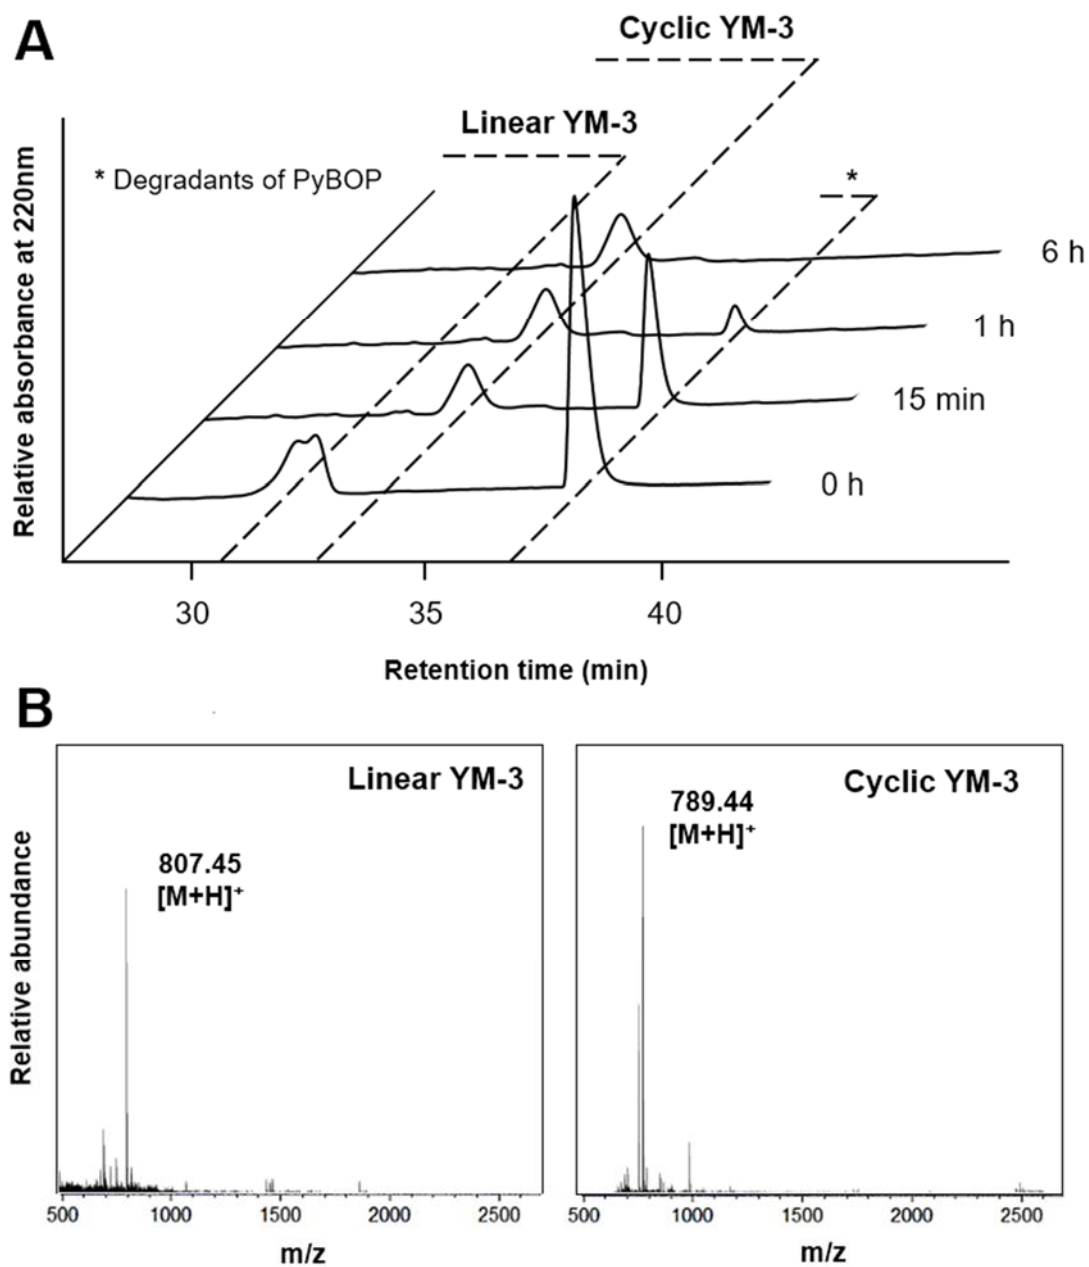 A
Cyclic YM-3
Linear YM-3
* Degradants of PyBOP
*
Relative absorbance at 220nm
6 h
1 h
15 min
0 h
30 35 40
Retention time (min)
B
Linear YM-3
807.45
[M+H]⁺
Relative abundance
500 1000 1500 2000 2500
m/z
Cyclic YM-3
789.44
[M+H]⁺
500 1000 1500 2000 2500
m/z